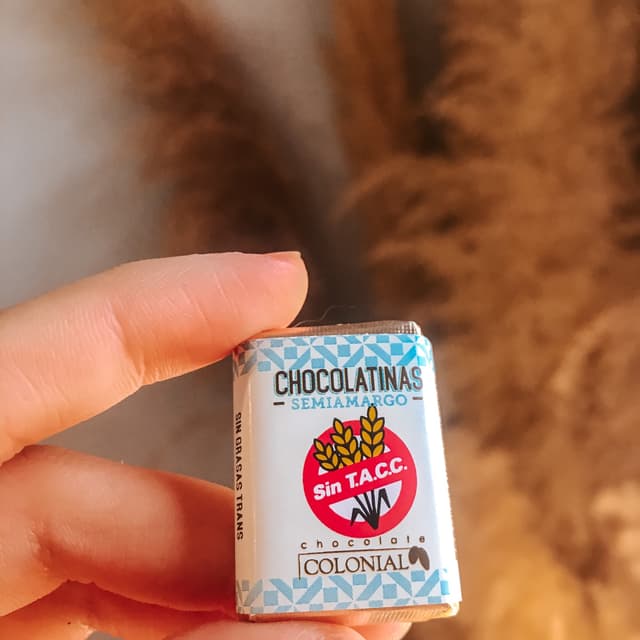 CHOCOLATINAS
SEMIAMARGO
Sin T.A.C.C.
chocolate
COLONIAL
SIN GRASAS TRANS